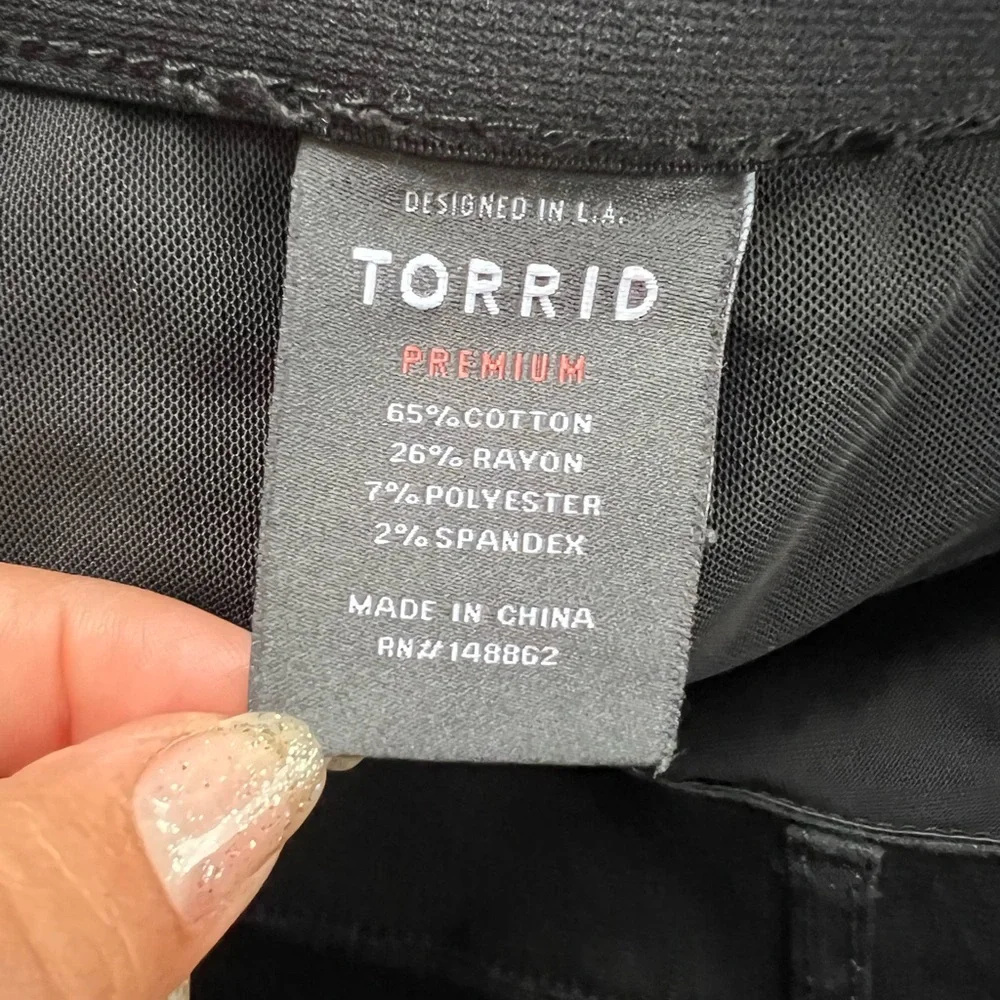 DESIGNED IN L.A.
TORRID
PREMIUM
65% COTTON
26% RAYON
7% POLYESTER
2% SPANDEX
MADE IN CHINA
RN# 148862